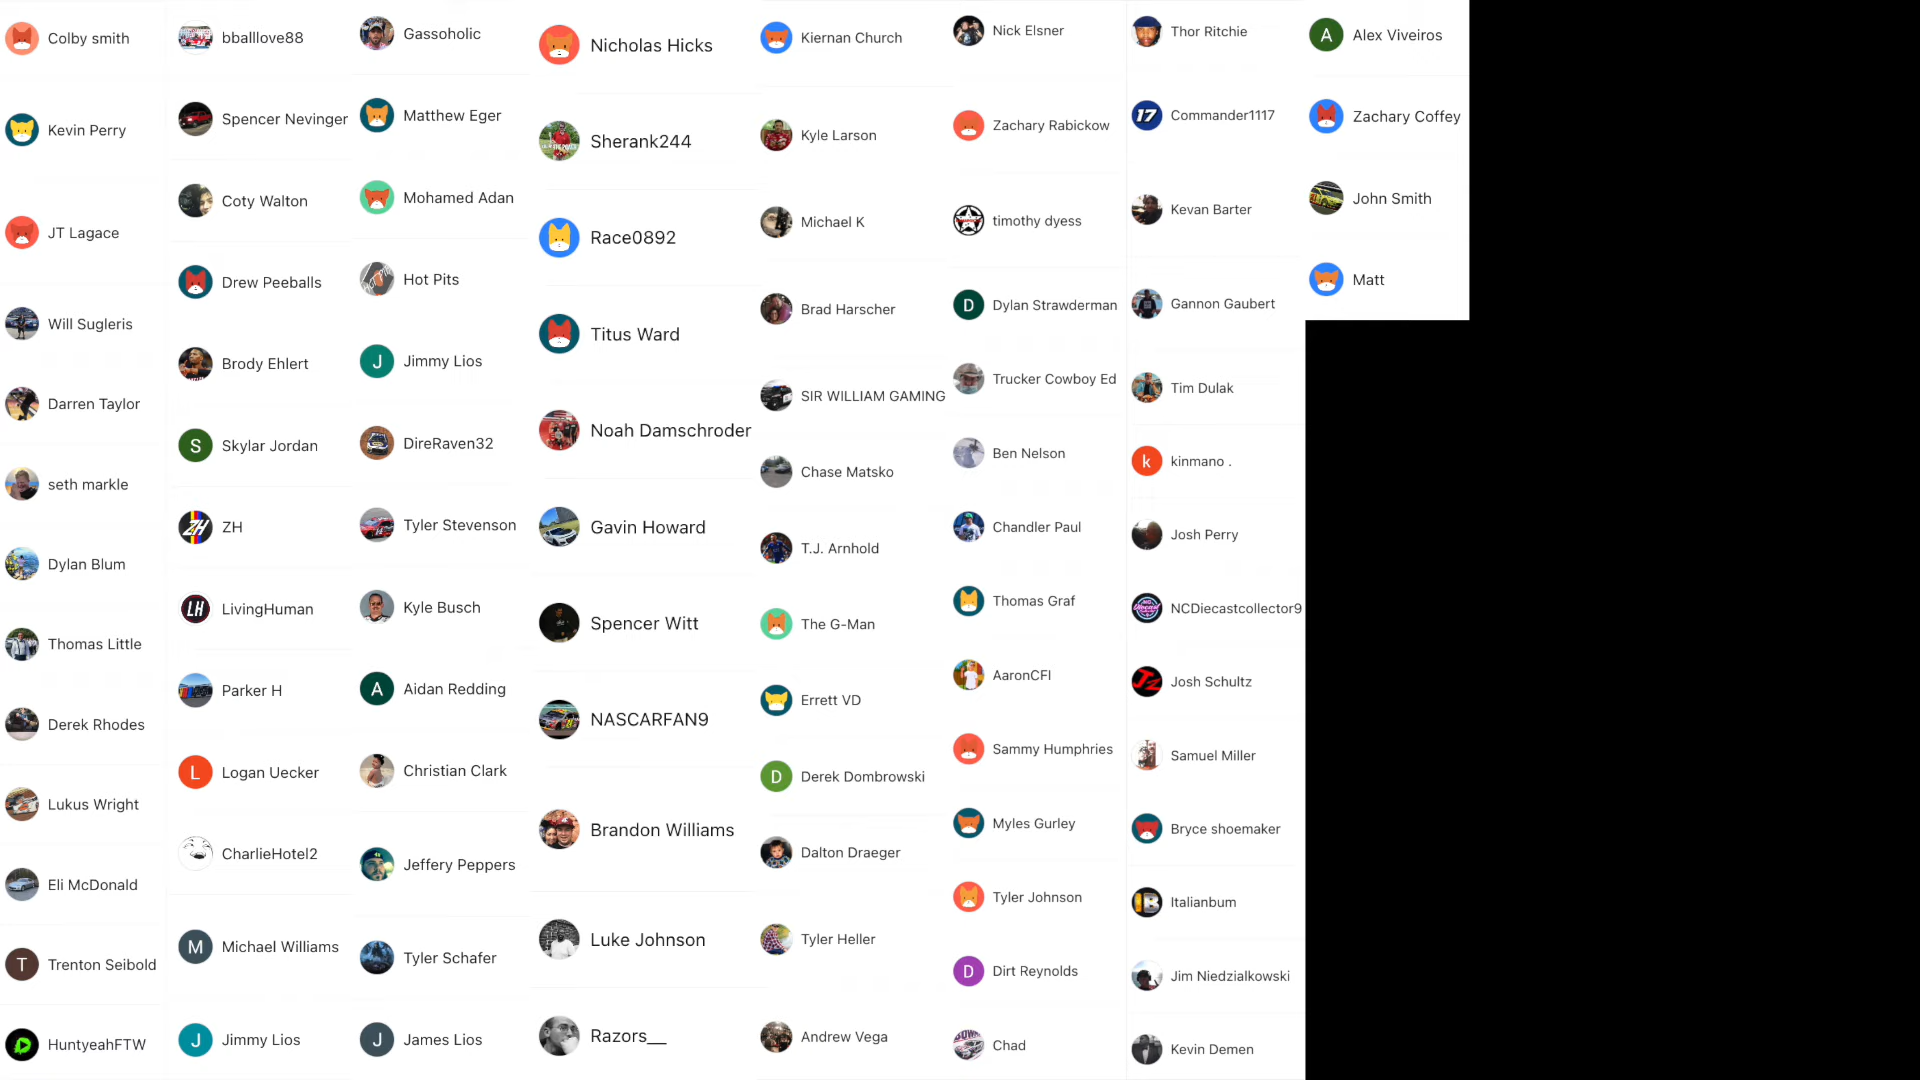 Colby smith
Kevin Perry
JT Lagace
Will Sugleris
Darren Taylor
seth markle
Dylan Blum
Thomas Little
Derek Rhodes
Lukus Wright
Eli McDonald
T
Trenton Seibold
HuntyeahFTW
bballlove88
Spencer Nevinger
Coty Walton
Drew Peeballs
Brody Ehlert
S
Skylar Jordan
ZH
ZH
LH
LivingHuman
Parker H
L
Logan Uecker
CharlieHotel2
M
Michael Williams
J
Jimmy Lios
Gassoholic
Matthew Eger
Mohamed Adan
Hot Pits
J
Jimmy Lios
DireRaven32
Tyler Stevenson
Kyle Busch
A
Aidan Redding
Christian Clark
Jeffery Peppers
Tyler Schafer
J
James Lios
Nicholas Hicks
Sherank244
Race0892
Titus Ward
Noah Damschroder
Gavin Howard
Spencer Witt
NASCARFAN9
Brandon Williams
Luke Johnson
Razors__
Kiernan Church
Kyle Larson
Michael K
Brad Harscher
SIR WILLIAM GAMING
Chase Matsko
T.J. Arnhold
The G-Man
Errett VD
D
Derek Dombrowski
Dalton Draeger
Tyler Heller
Andrew Vega
Nick Elsner
Zachary Rabickow
timothy dyess
D
Dylan Strawderman
Trucker Cowboy Ed
Ben Nelson
Chandler Paul
Thomas Graf
AaronCFI
Sammy Humphries
Myles Gurley
Tyler Johnson
D
Dirt Reynolds
Chad
Thor Ritchie
17
Commander1117
Kevan Barter
Gannon Gaubert
Tim Dulak
k
kinmano .
Josh Perry
NCDiecastcollector9
JZ
Josh Schultz
Samuel Miller
Bryce shoemaker
Italianbum
Jim Niedzialkowski
Kevin Demen
A
Alex Viveiros
Zachary Coffey
John Smith
Matt